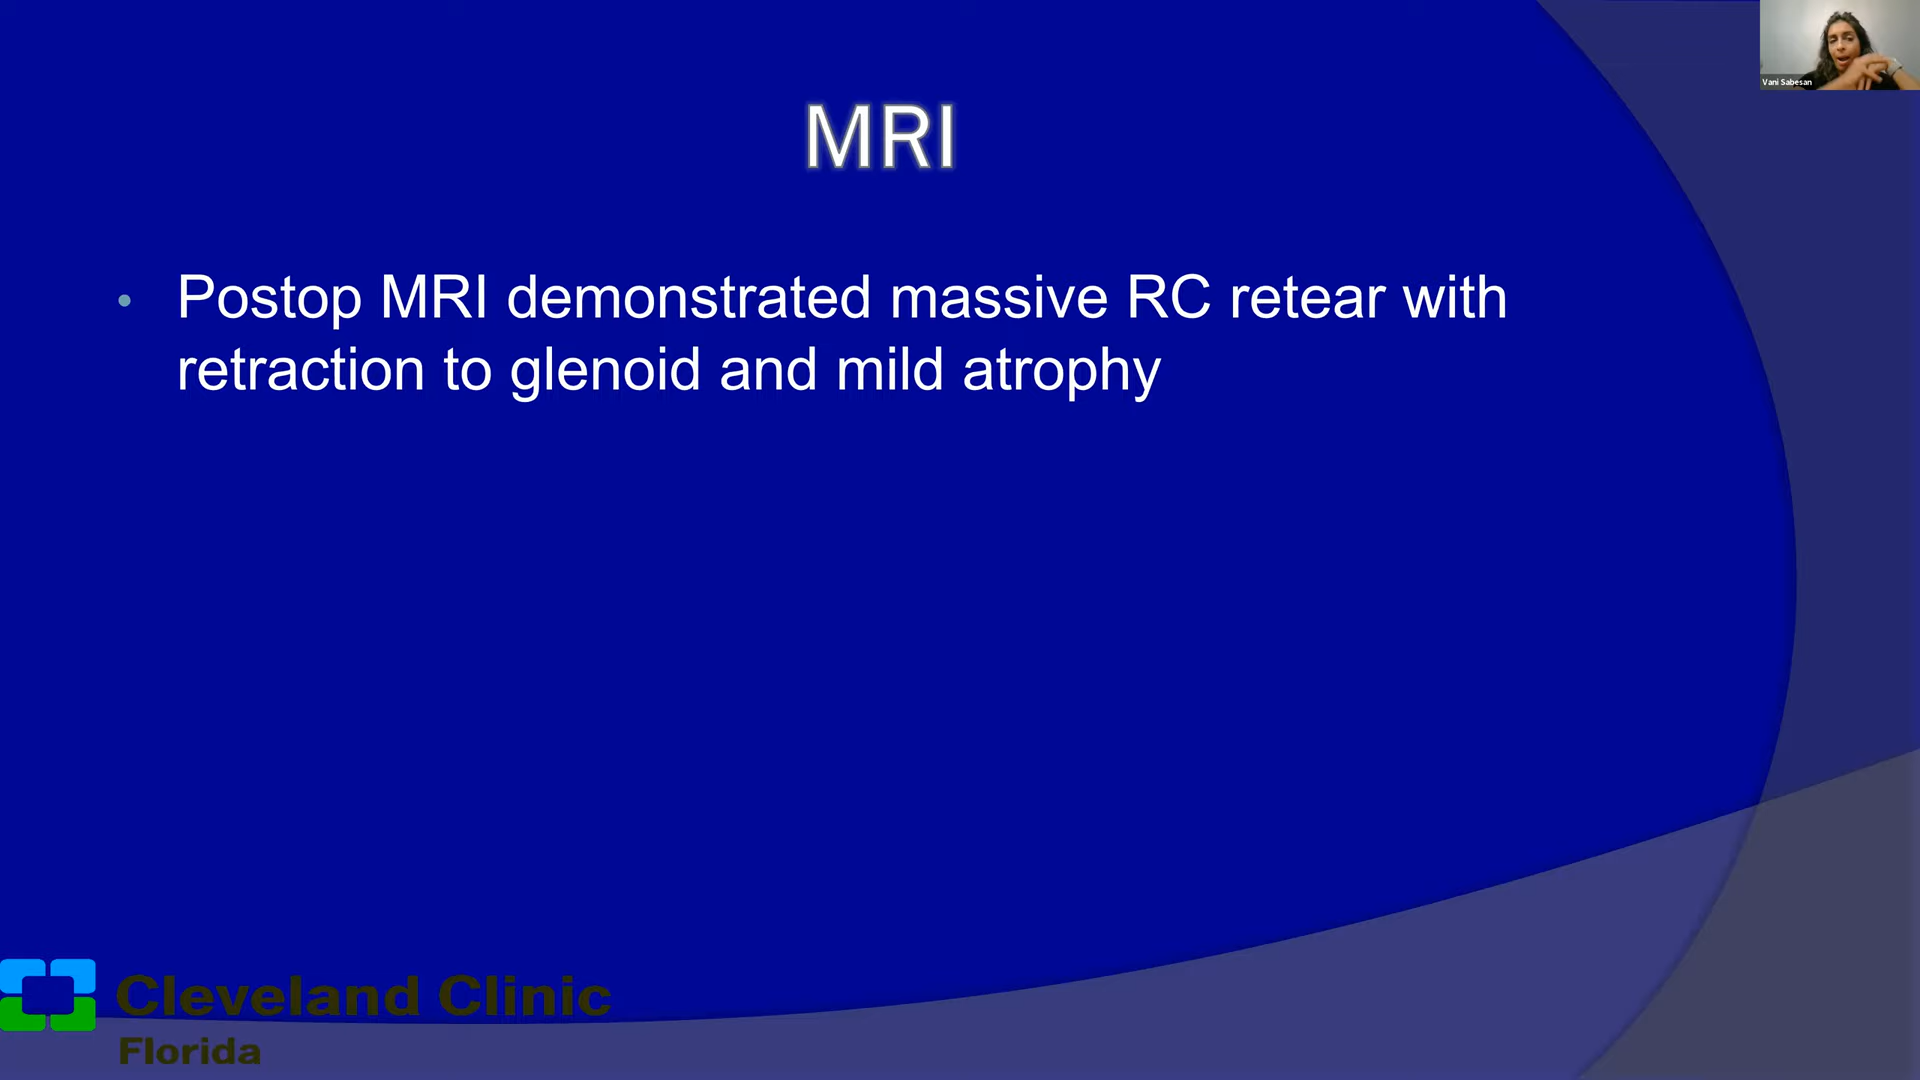 Vani Sabesan
MRI
• Postop MRI demonstrated massive RC retear with
retraction to glenoid and mild atrophy
Cleveland Clinic
Florida